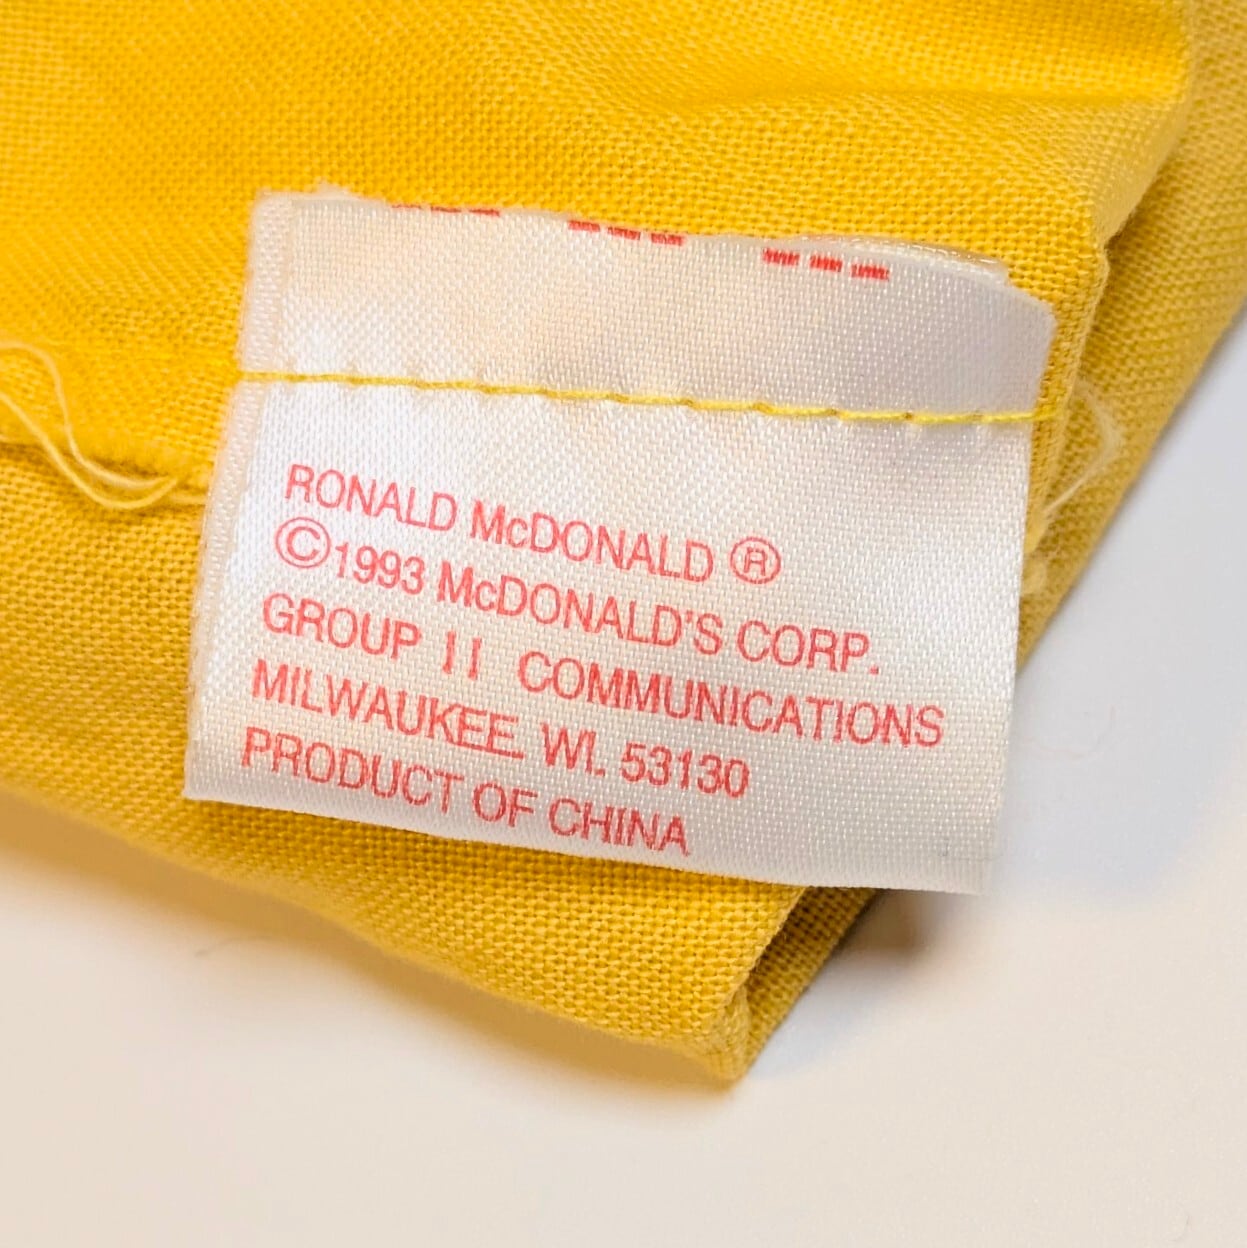 RONALD McDONALD ®
©1993 McDONALD'S CORP.
GROUP II COMMUNICATIONS
MILWAUKEE, WI. 53130
PRODUCT OF CHINA